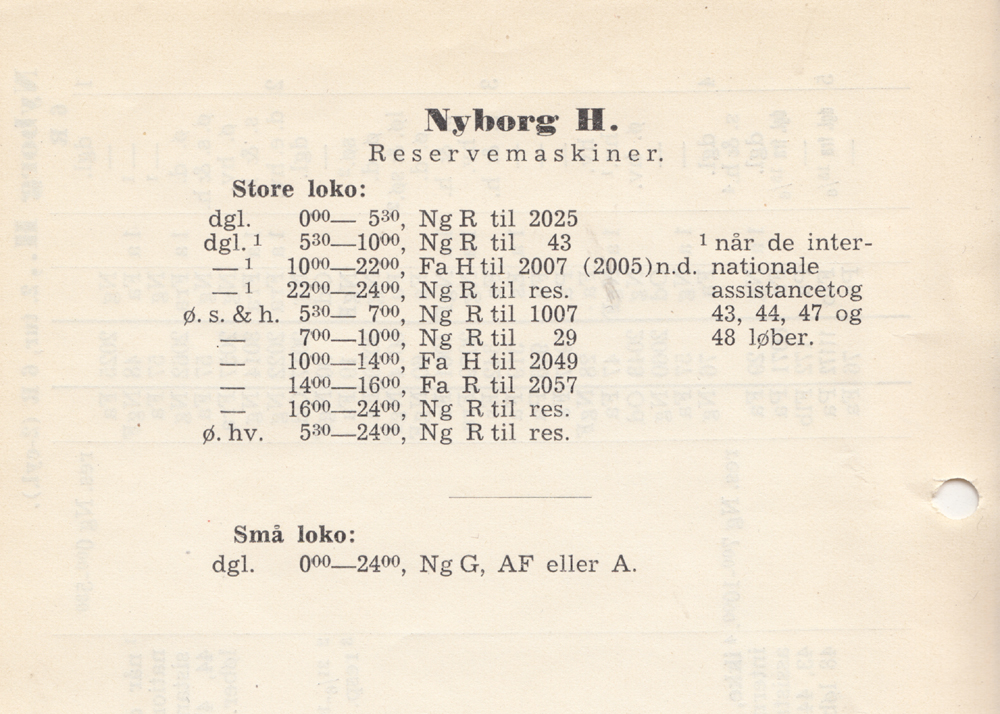 Nyborg H.
Reservemaskiner.
Store loko:
dgl. 0⁰⁰— 5³⁰, Ng R til 2025
dgl. ¹ 5³⁰—10⁰⁰, Ng R til 43 ¹ når de inter-
— ¹ 10⁰⁰—22⁰⁰, Fa H til 2007 (2005) n.d. nationale
— ¹ 22⁰⁰—24⁰⁰, Ng R til res. assistancetog
ø. s. & h. 5³⁰— 7⁰⁰, Ng R til 1007 43, 44, 47 og
— 7⁰⁰—10⁰⁰, Ng R til 29 48 løber.
— 10⁰⁰—14⁰⁰, Fa H til 2049
— 14⁰⁰—16⁰⁰, Fa R til 2057
— 16⁰⁰—24⁰⁰, Ng R til res.
ø. hv. 5³⁰—24⁰⁰, Ng R til res.
Små loko:
dgl. 0⁰⁰—24⁰⁰, Ng G, AF eller A.